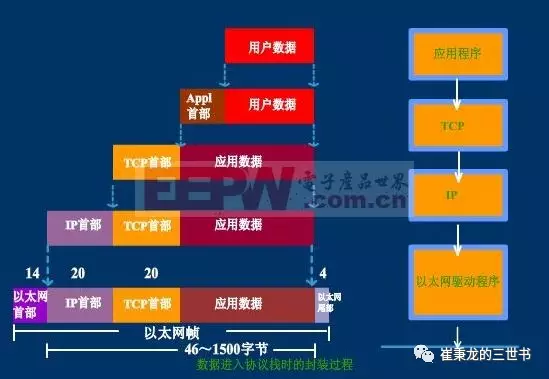 用户数据
应用程序
Appl
首部
用户数据
TCP
TCP首部
应用数据
EEPW
電子產品世界
.com.cn
IP
IP首部
TCP首部
应用数据
14
20
20
4
以太网
首部
IP首部
TCP首部
应用数据
以太网
尾部
以太网驱动程序
以太网帧
46～1500字节
数据进入协议栈时的封装过程
崔秉龙的三世书